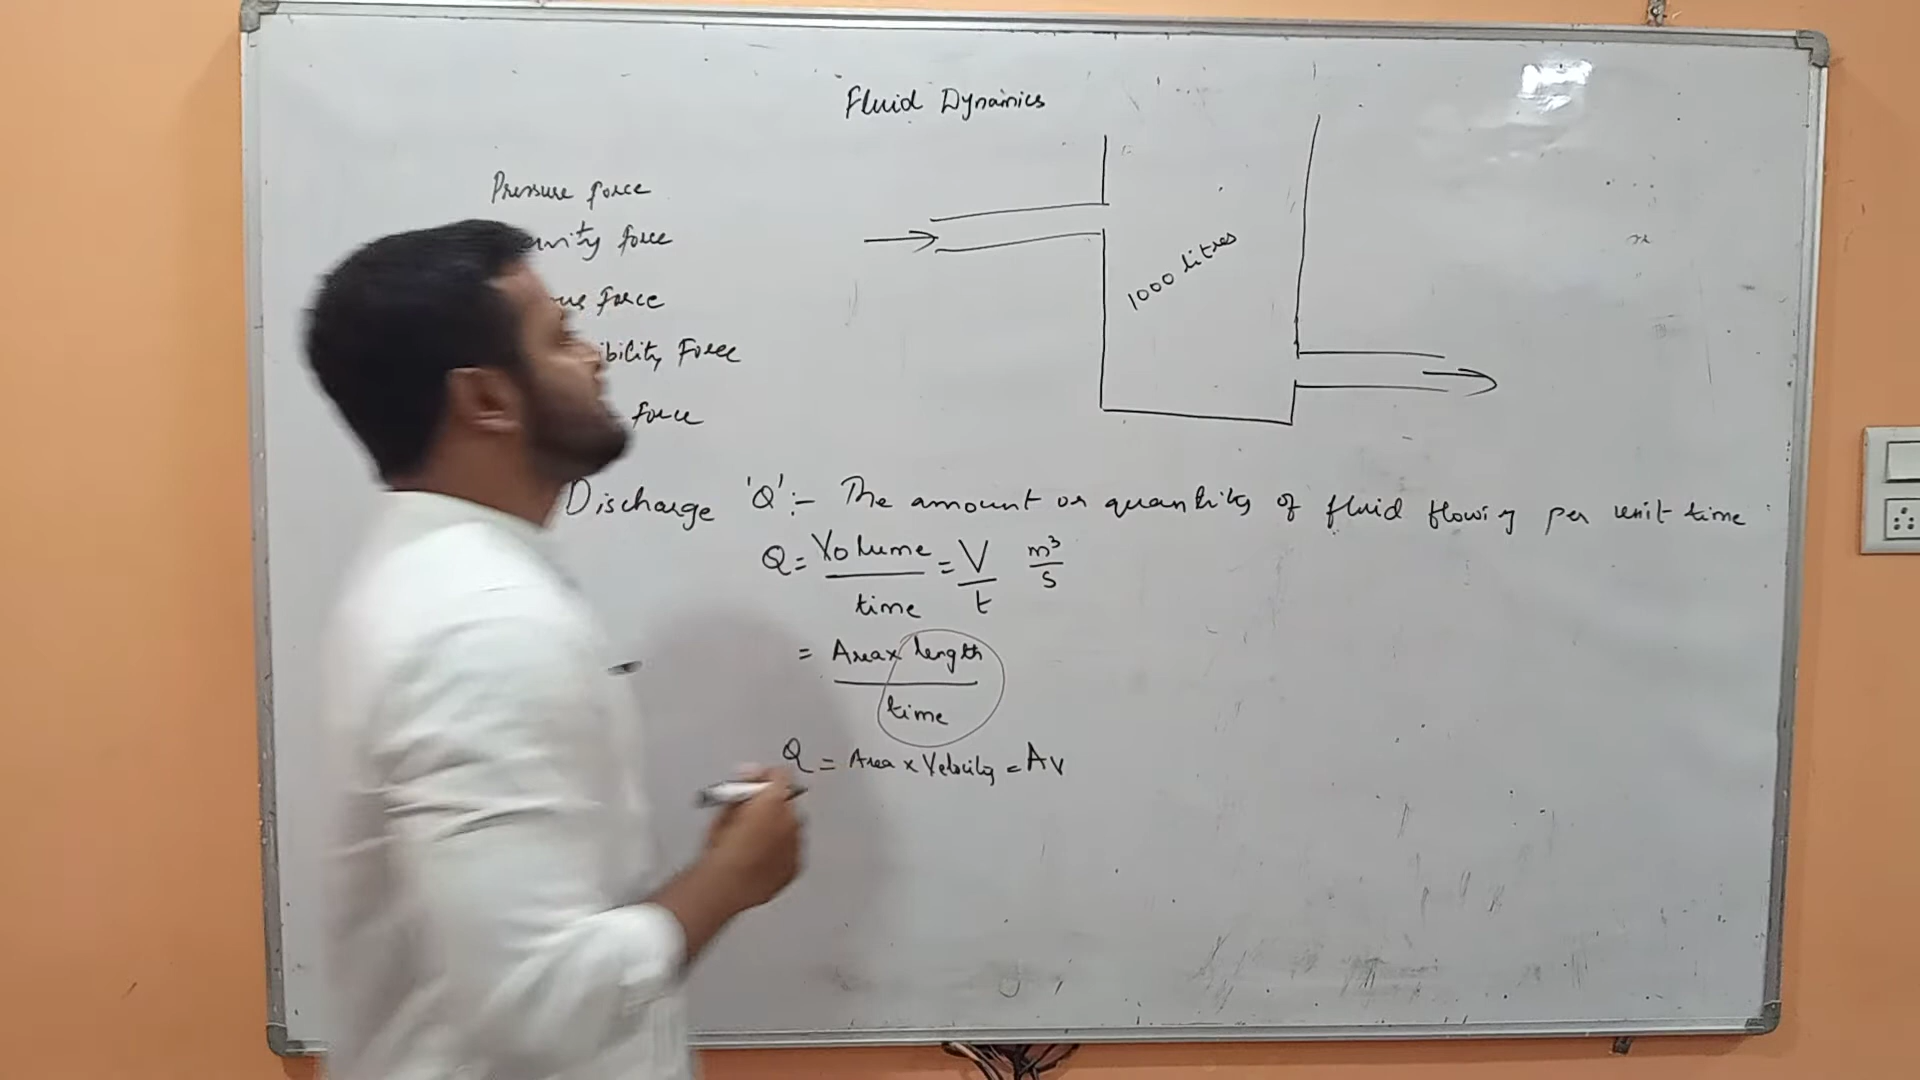 Fluid Dynamics
Pressure force
force
force
Force
force
1000 litres
Discharge 'Q':- The amount or quantity of fluid flowing per unit time
Q = Volume / time = V / t m³ / s
= Area x length / time
Q = Area x Velocity = AV